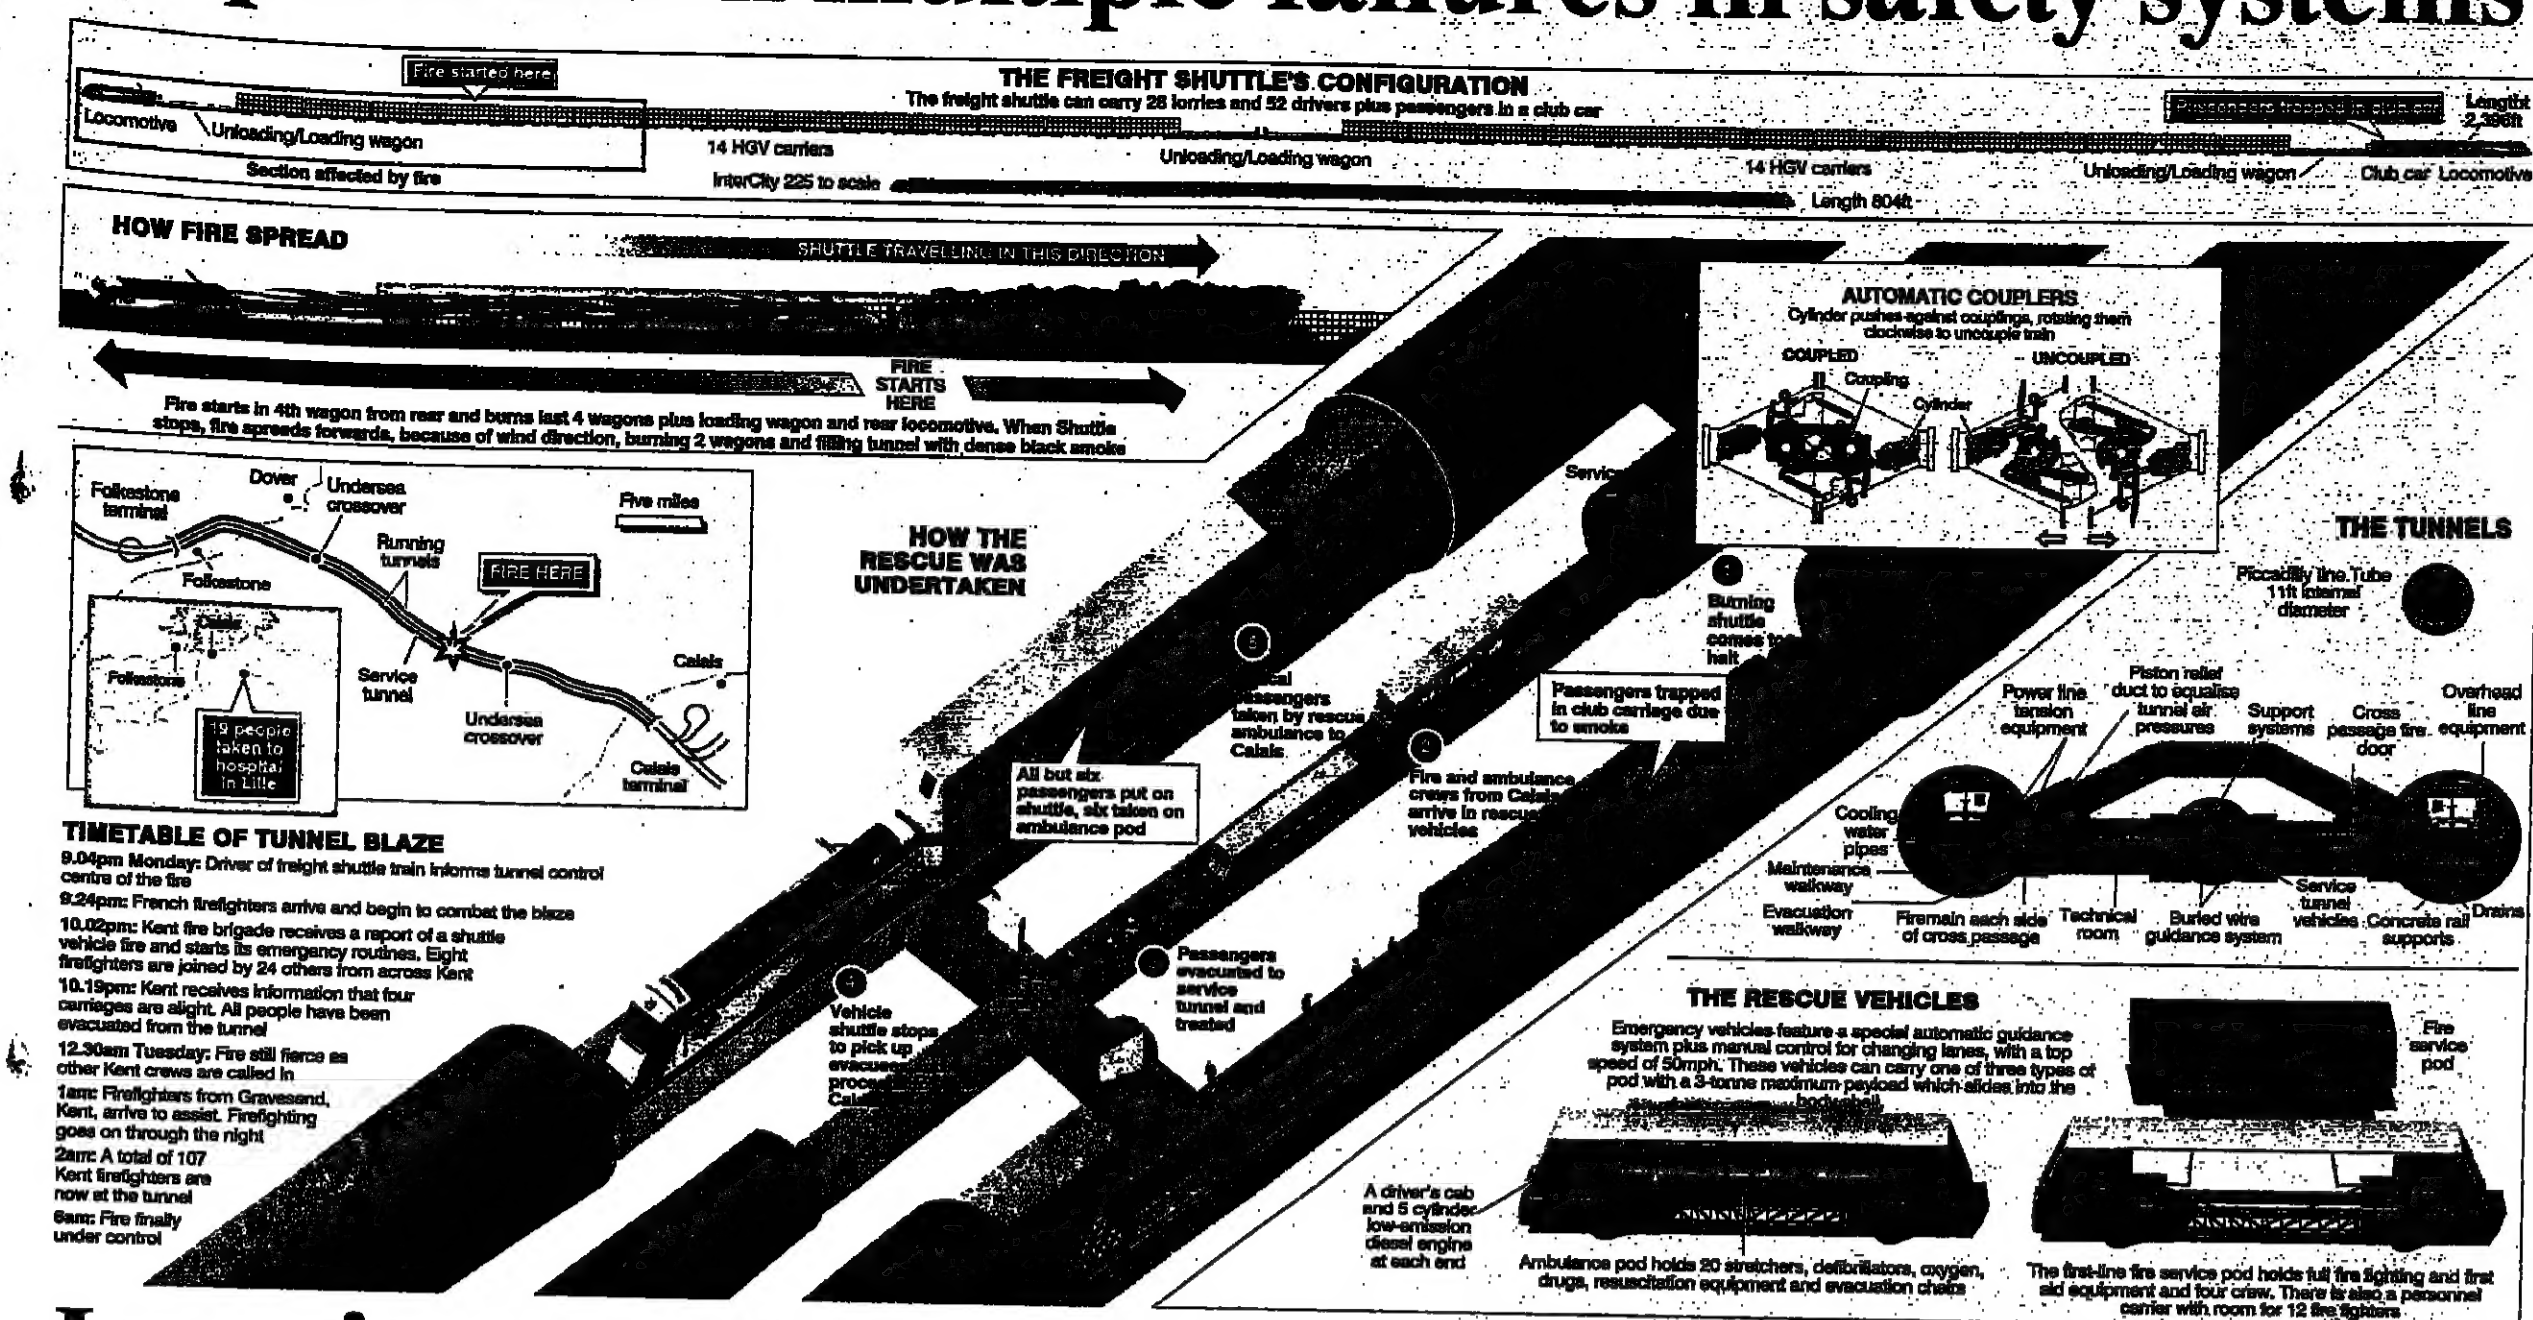 multiple failures in safety systems
Fire started here
THE FREIGHT SHUTTLE'S CONFIGURATION
The freight shuttle can carry 28 lorries and 52 drivers plus passengers in a club car
Passengers trapped in club car
Length
2,396ft
Locomotive
Unloading/Loading wagon
14 HGV carriers
Unloading/Loading wagon
14 HGV carriers
Unloading/Loading wagon
Club car
Locomotive
Section affected by fire
InterCity 225 to scale
Length 804ft
HOW FIRE SPREAD
SHUTTLE TRAVELLING IN THIS DIRECTION
FIRE
STARTS
HERE
Fire starts in 4th wagon from rear and burns last 4 wagons plus loading wagon and rear locomotive. When Shuttle
stops, fire spreads forwards, because of wind direction, burning 2 wagons and filling tunnel with dense black smoke
Folkestone
terminal
Dover
Undersea
crossover
Five miles
Running
tunnels
FIRE HERE
Folkestone
Calais
Folkestone
Service
tunnel
Calais
19 people
taken to
hospital
in Lille
Undersea
crossover
Calais
terminal
HOW THE
RESCUE WAS
UNDERTAKEN
All but six
passengers put on
shuttle, six taken on
ambulance pod
5
passengers
taken by rescue
ambulance to
Calais
2
Fire and ambulance
crews from Calais
arrive in rescue
vehicles
Burning
shuttle
comes to
halt
Passengers trapped
in club carriage due
to smoke
Passengers
evacuated to
service
tunnel and
treated
4
Vehicle
shuttle stops
to pick up
AUTOMATIC COUPLERS
Cylinder pushes against couplings, rotating them
clockwise to uncouple train
COUPLED
UNCOUPLED
Coupling
Cylinder
TIMETABLE OF TUNNEL BLAZE
9.04pm Monday: Driver of freight shuttle train informs tunnel control
centre of the fire
9.24pm: French firefighters arrive and begin to combat the blaze
10.02pm: Kent fire brigade receives a report of a shuttle
vehicle fire and starts its emergency routines. Eight
firefighters are joined by 24 others from across Kent
10.19pm: Kent receives information that four
carriages are alight. All people have been
evacuated from the tunnel
12.30am Tuesday: Fire still fierce as
other Kent crews are called in
1am: Firefighters from Gravesend,
Kent, arrive to assist. Firefighting
goes on through the night
2am: A total of 107
Kent firefighters are
now at the tunnel
6am: Fire finally
under control
THE TUNNELS
Piccadilly line Tube
11ft internal
diameter
Power line
tension
equipment
Piston relief
duct to equalise
tunnel air
pressures
Support
systems
Cross
passage fire
door
Overhead
line
equipment
Cooling
water
pipes
Maintenance
walkway
Evacuation
walkway
Firemain each side
of cross passage
Technical
room
Buried wire
guidance system
Service
tunnel
vehicles
Concrete rail
supports
Drains
THE RESCUE VEHICLES
Emergency vehicles feature a special automatic guidance
system plus manual control for changing lanes, with a top
speed of 50mph. These vehicles can carry one of three types of
pod with a 3-tonne maximum payload which slides into the
body shell
Fire
service
pod
A driver's cab
and 5 cylinder
low-emission
diesel engine
at each end
Ambulance pod holds 20 stretchers, defibrillators, oxygen,
drugs, resuscitation equipment and evacuation chairs
The first-line fire service pod holds full fire fighting and first
aid equipment and four crew. There is also a personnel
carrier with room for 12 fire fighters